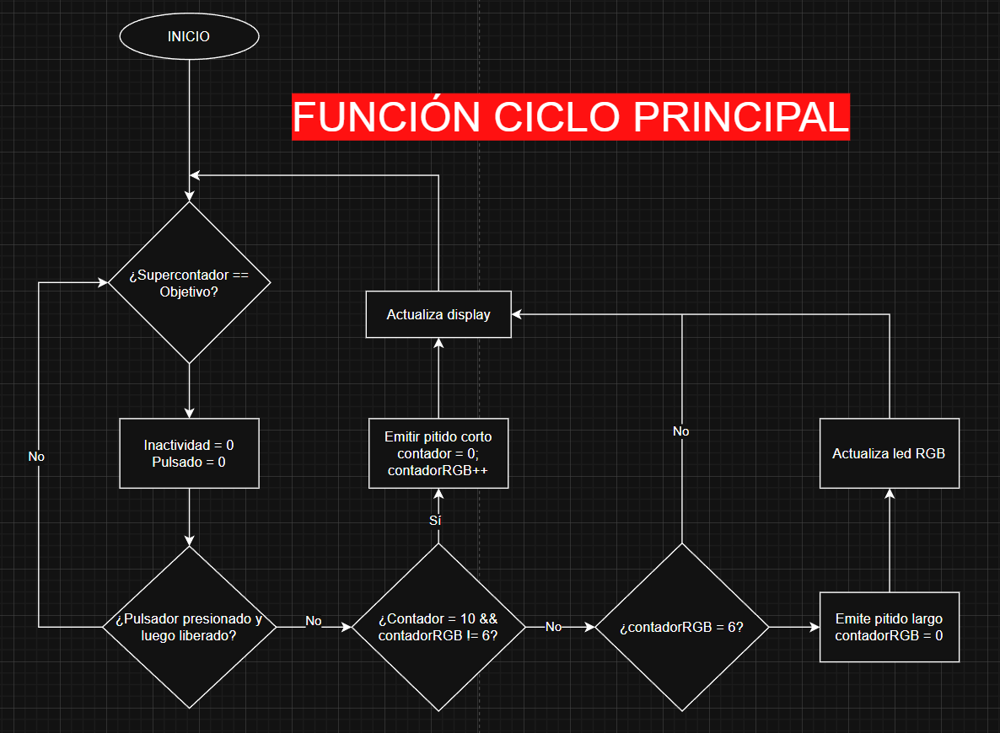 INICIO
FUNCIÓN CICLO PRINCIPAL
¿Supercontador ==
Objetivo?
Actualiza display
Inactividad = 0
Pulsado = 0
Emitir pitido corto
contador = 0;
contadorRGB++
No
Actualiza led RGB
No
Sí
¿Pulsador presionado y
luego liberado?
No
¿Contador = 10 &&
contadorRGB != 6?
No
¿contadorRGB = 6?
Emite pitido largo
contadorRGB = 0